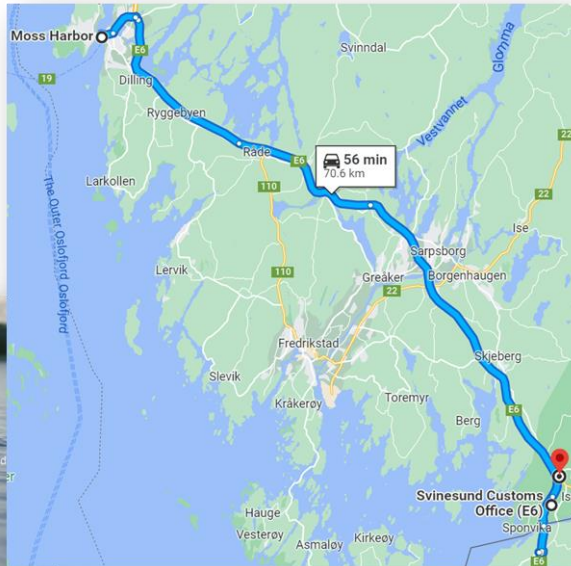 Moss Harbor
E6
Svinndal
Glomma
19
Dilling
Vestvannet
Ryggebyen
22
Råde
E6
56 min
70.6 km
Larkollen
110
22
Ise
The Outer Oslofjord
Oslofjord
Sarpsborg
Lervik
110
Greåker
Borgenhaugen
22
Fredrikstad
Skjeberg
Slevik
Kråkerøy
Toremyr
Berg
E6
Svinesund Customs
Office (E6)
Hauge
Sponvika
Vesterøy
Asmaløy
Kirkeøy
E6